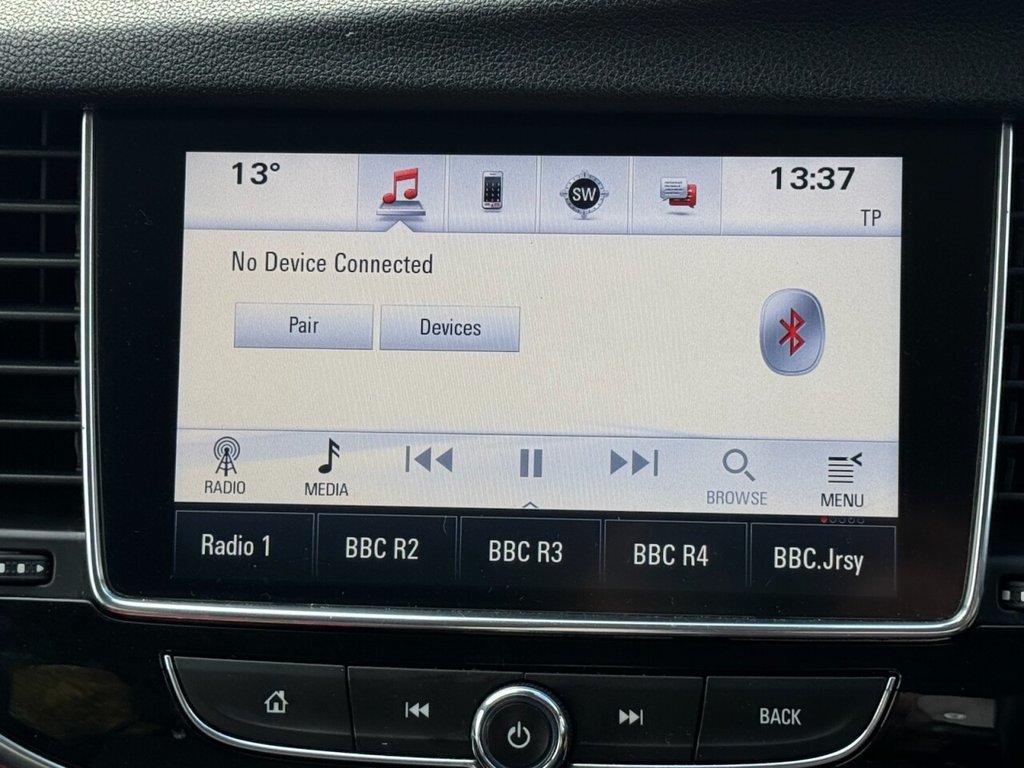 13°
SW
13:37
TP
No Device Connected
Pair
Devices
RADIO
MEDIA
BROWSE
MENU
Radio 1
BBC R2
BBC R3
BBC R4
BBC.Jrsy
BACK